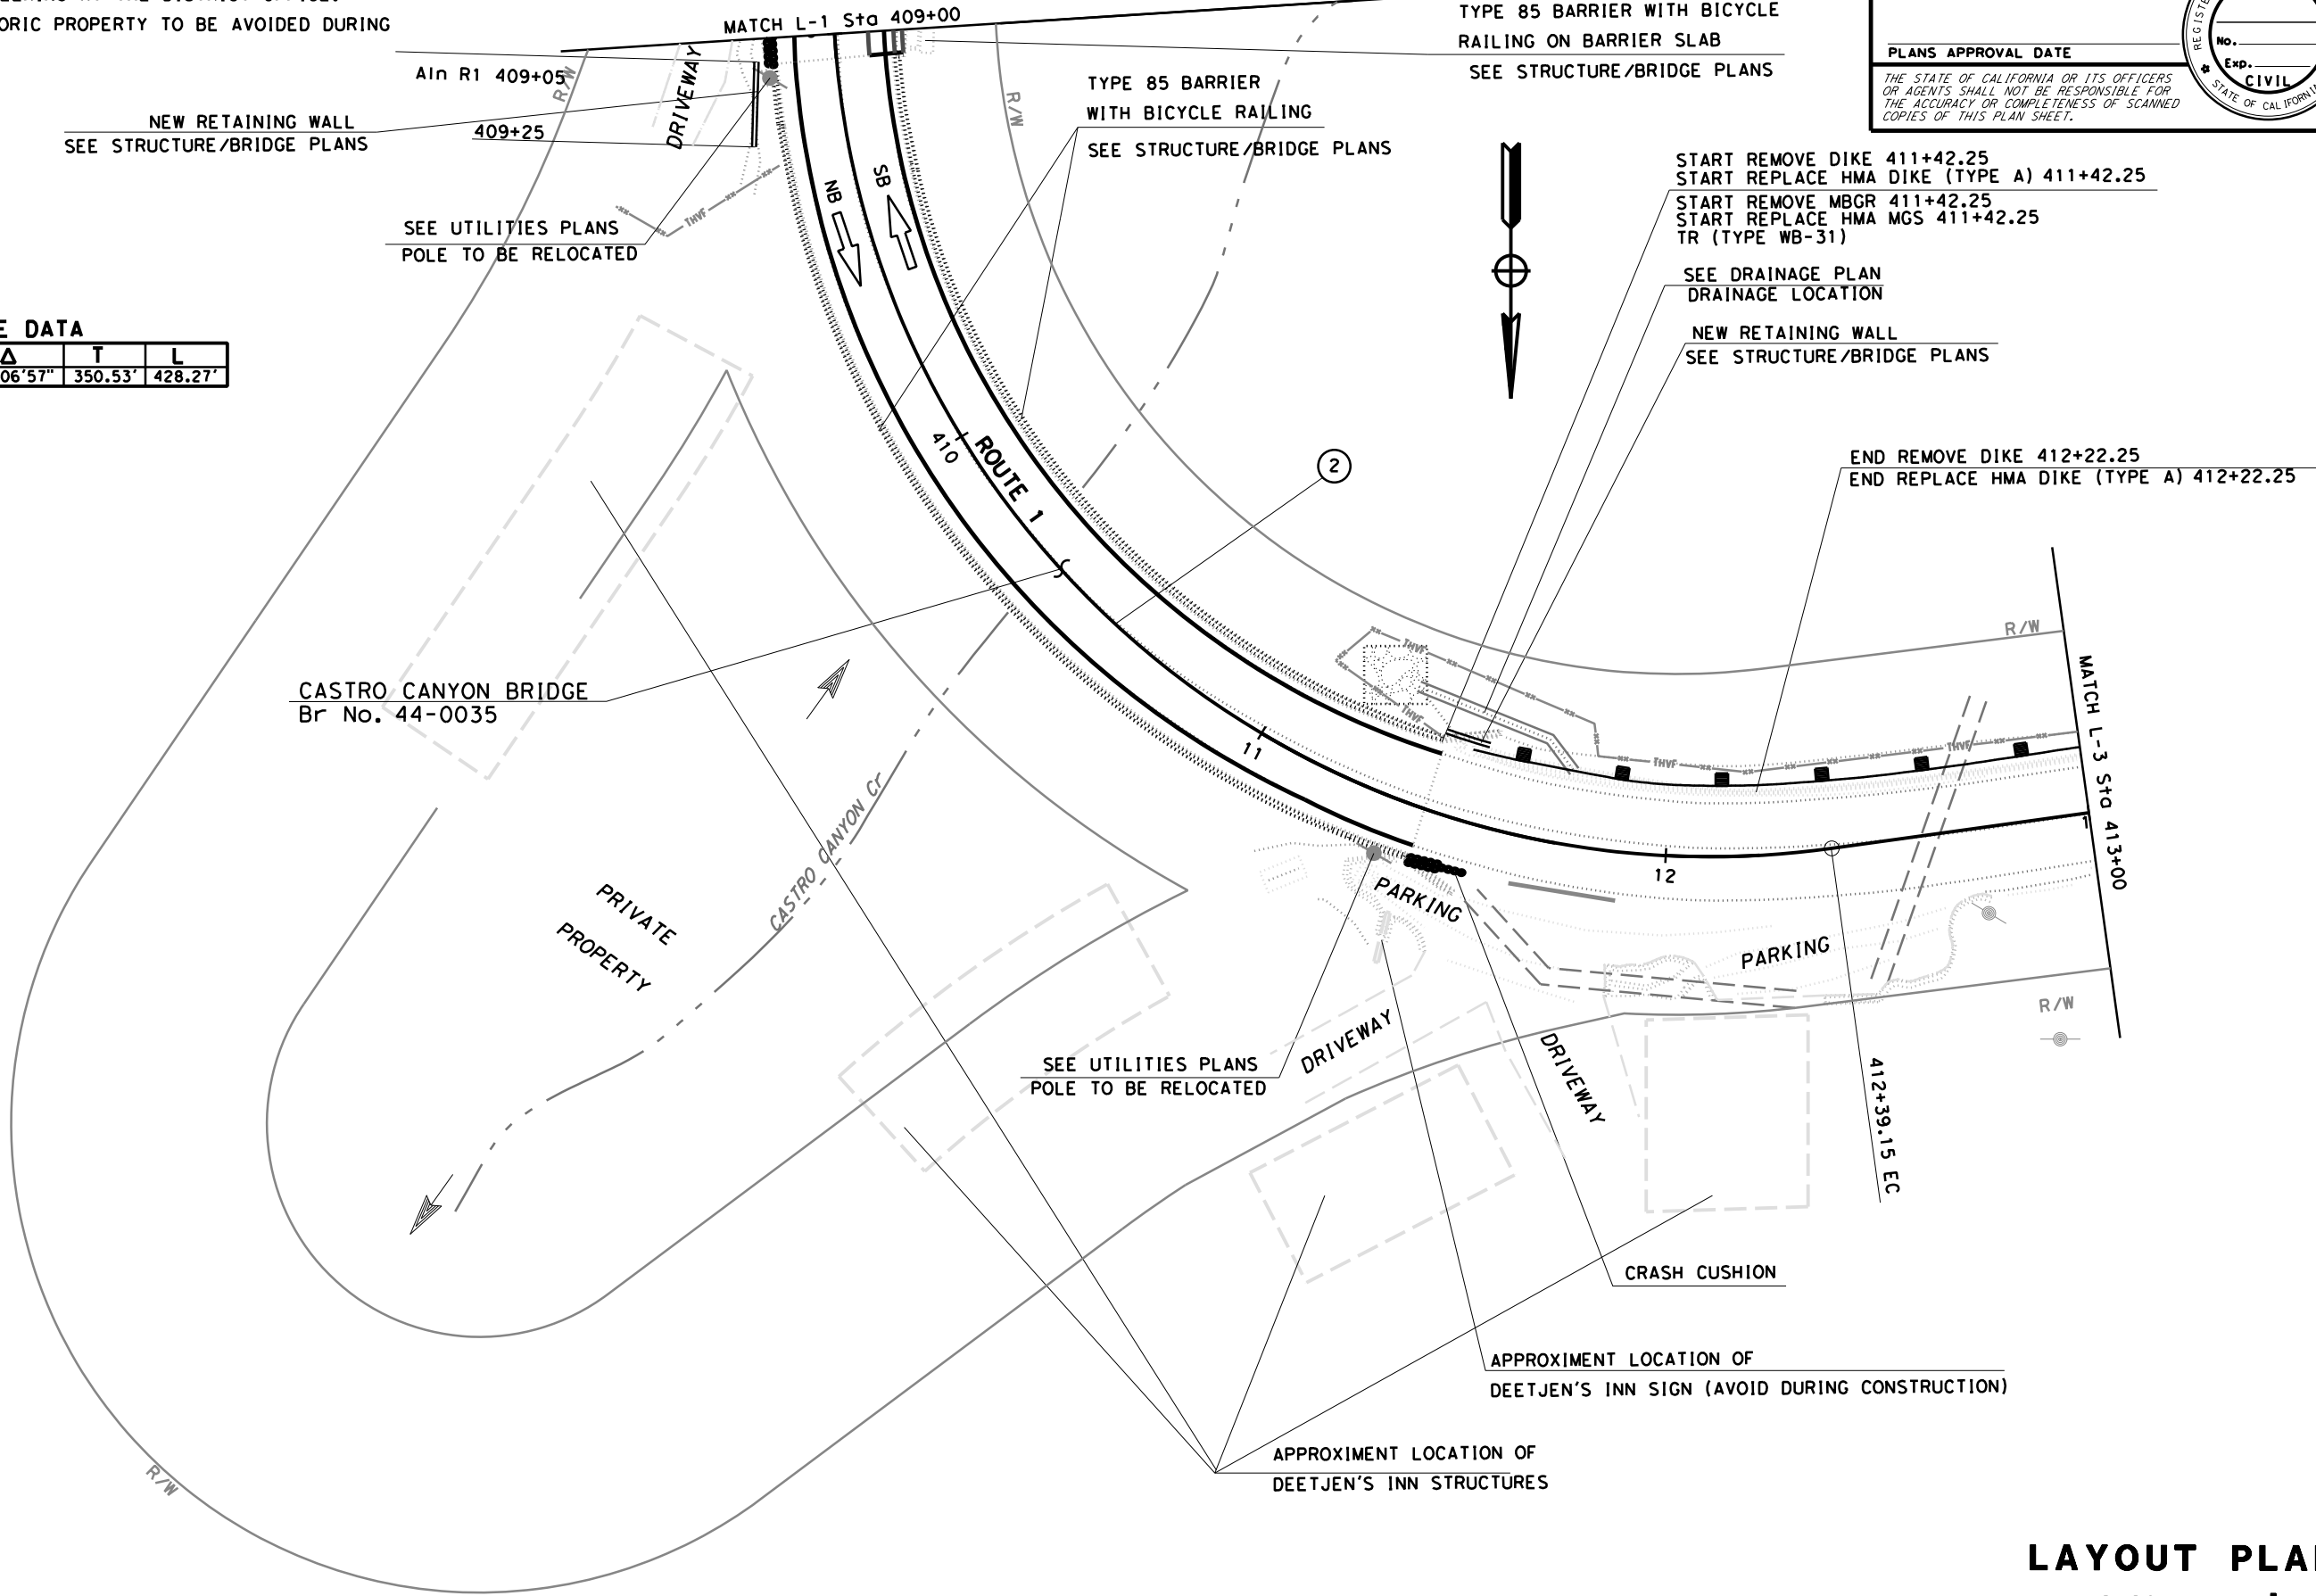 ORIC PROPERTY TO BE AVOIDED DURING
MATCH L-1 Sta 409+00
Aln R1 409+05
R/W
DRIVEWAY
NEW RETAINING WALL
SEE STRUCTURE/BRIDGE PLANS
409+25
SEE UTILITIES PLANS
POLE TO BE RELOCATED
THVF
NB
SB
TYPE 85 BARRIER
WITH BICYCLE RAILING
SEE STRUCTURE/BRIDGE PLANS
R/W
TYPE 85 BARRIER WITH BICYCLE
RAILING ON BARRIER SLAB
SEE STRUCTURE/BRIDGE PLANS
PLANS APPROVAL DATE
THE STATE OF CALIFORNIA OR ITS OFFICERS
OR AGENTS SHALL NOT BE RESPONSIBLE FOR
THE ACCURACY OR COMPLETENESS OF SCANNED
COPIES OF THIS PLAN SHEET.
REGISTE
No.
Exp.
CIVIL
STATE OF CALIFORNI
START REMOVE DIKE 411+42.25
START REPLACE HMA DIKE (TYPE A) 411+42.25
START REMOVE MBGR 411+42.25
START REPLACE HMA MGS 411+42.25
TR (TYPE WB-31)
SEE DRAINAGE PLAN
DRAINAGE LOCATION
NEW RETAINING WALL
SEE STRUCTURE/BRIDGE PLANS
E DATA
Δ T L
06'57" 350.53' 428.27'
410
ROUTE 1
2
END REMOVE DIKE 412+22.25
END REPLACE HMA DIKE (TYPE A) 412+22.25
CASTRO CANYON BRIDGE
Br No. 44-0035
THVF
THVF
R/W
MATCH L-3 Sta 413+00
11
THVF
THVF
1
12
CASTRO CANYON Cr
PRIVATE
PROPERTY
PARKING
PARKING
R/W
SEE UTILITIES PLANS
POLE TO BE RELOCATED
DRIVEWAY
DRIVEWAY
412+39.15 EC
CRASH CUSHION
APPROXIMENT LOCATION OF
DEETJEN'S INN SIGN (AVOID DURING CONSTRUCTION)
APPROXIMENT LOCATION OF
DEETJEN'S INN STRUCTURES
R/W
LAYOUT PLAN